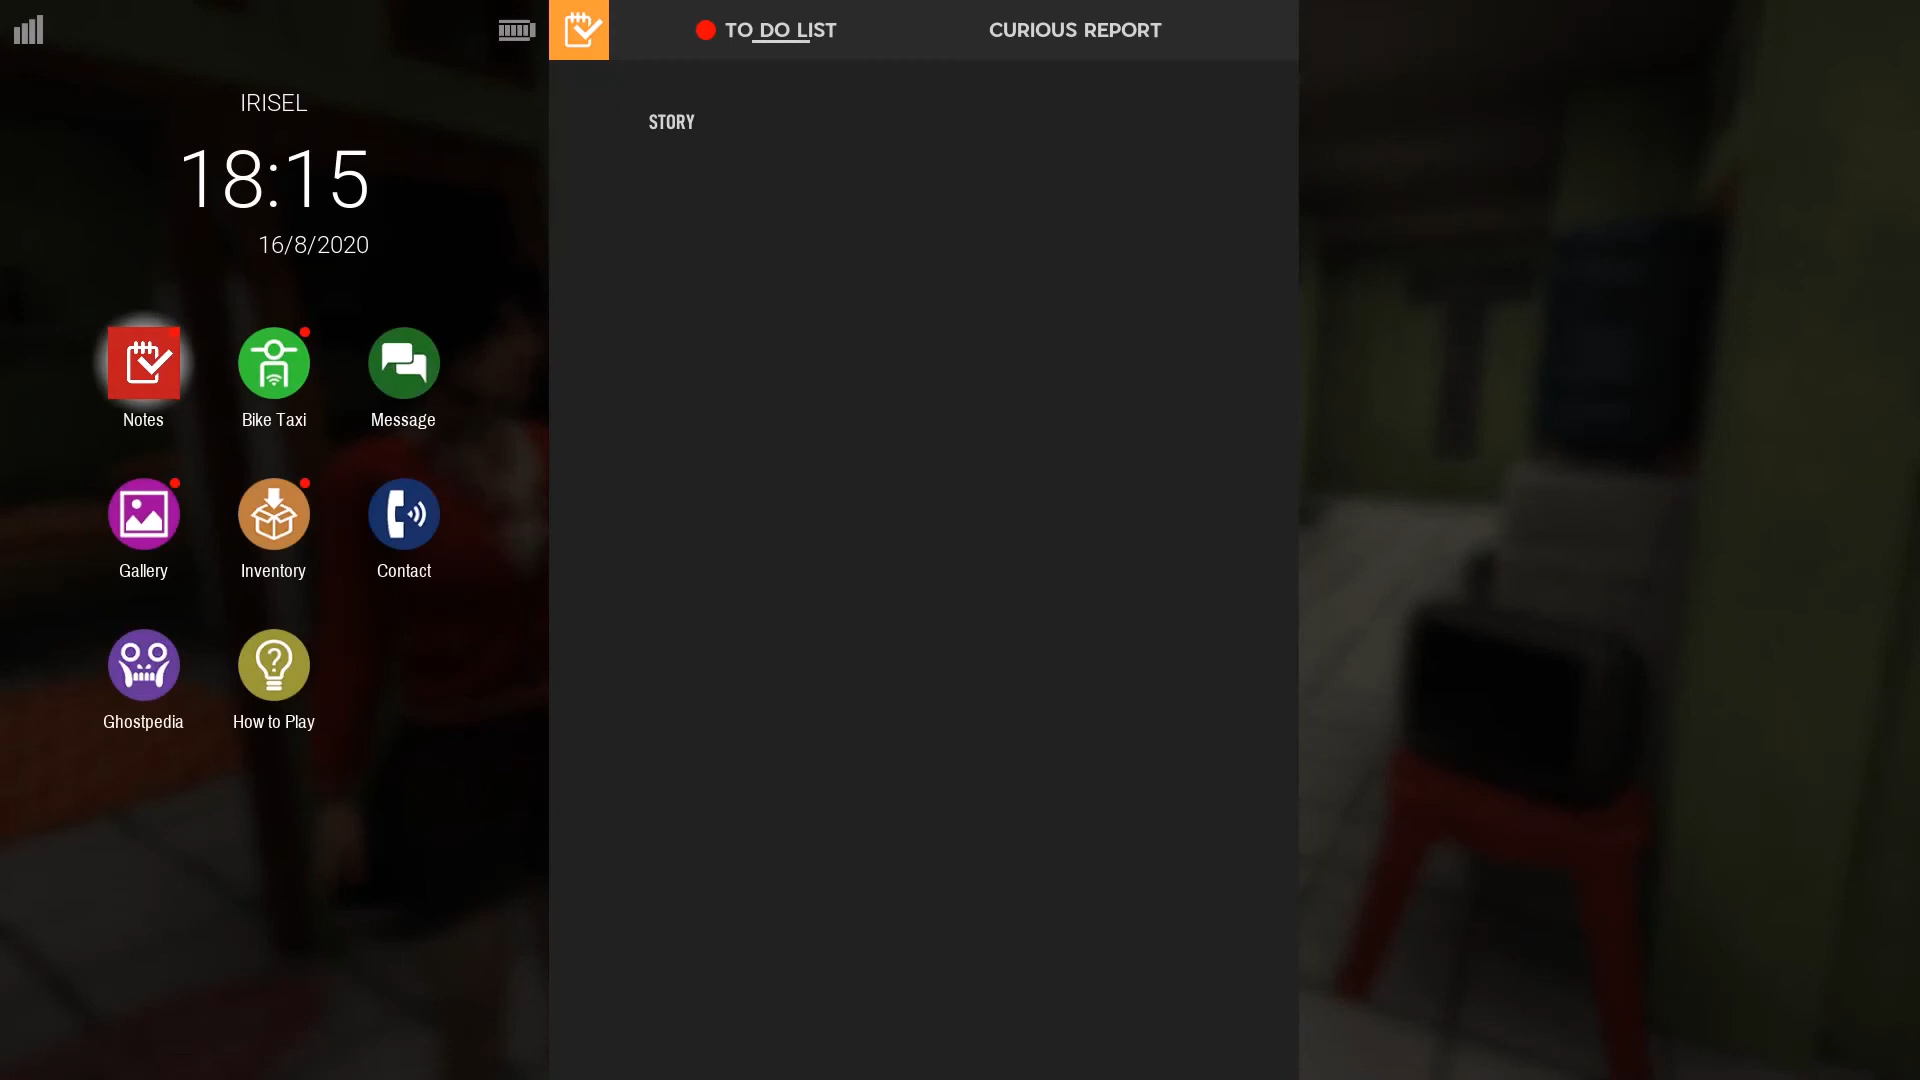 TO DO LIST
CURIOUS REPORT
IRISEL
18:15
16/8/2020
STORY
Notes
Bike Taxi
Message
Gallery
Inventory
Contact
Ghostpedia
How to Play